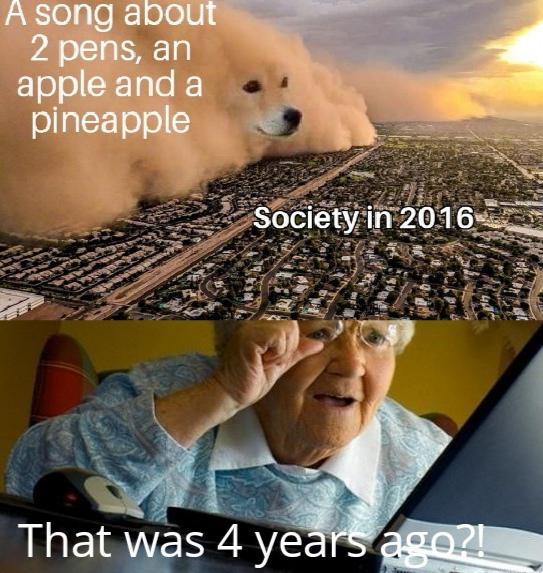 A song about
2 pens, an
apple and a
pineapple
Society in 2016
That was 4 years ago?!